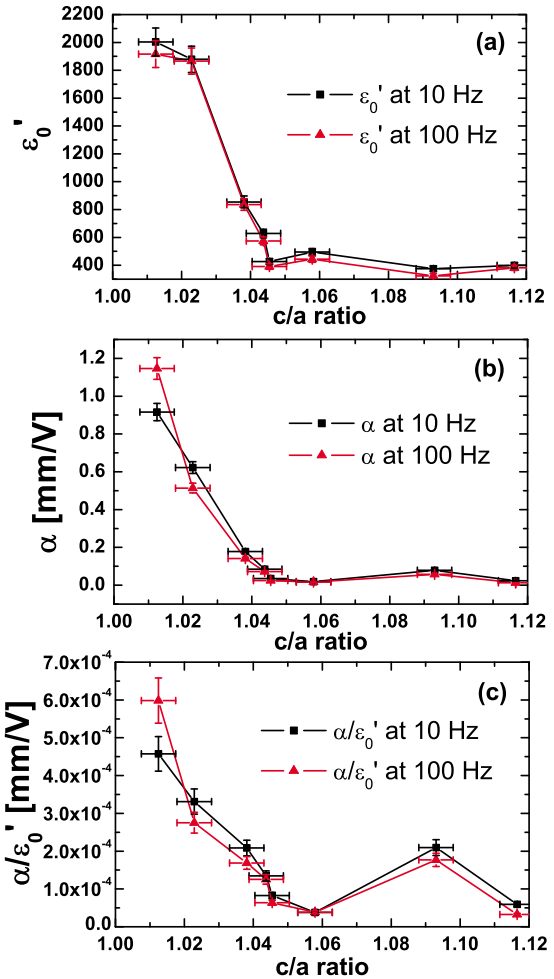 2200
2000
1800
1600
1400
1200
1000
800
600
400
ε0'
(a)
ε0' at 10 Hz
ε0' at 100 Hz
1.00 1.02 1.04 1.06 1.08 1.10 1.12
c/a ratio
1.2
1.0
0.8
0.6
0.4
0.2
0.0
α [mm/V]
(b)
α at 10 Hz
α at 100 Hz
1.00 1.02 1.04 1.06 1.08 1.10 1.12
c/a ratio
7.0x10-4
6.0x10-4
5.0x10-4
4.0x10-4
3.0x10-4
2.0x10-4
1.0x10-4
0.0
α/ε0' [mm/V]
(c)
α/ε0' at 10 Hz
α/ε0' at 100 Hz
1.00 1.02 1.04 1.06 1.08 1.10 1.12
c/a ratio